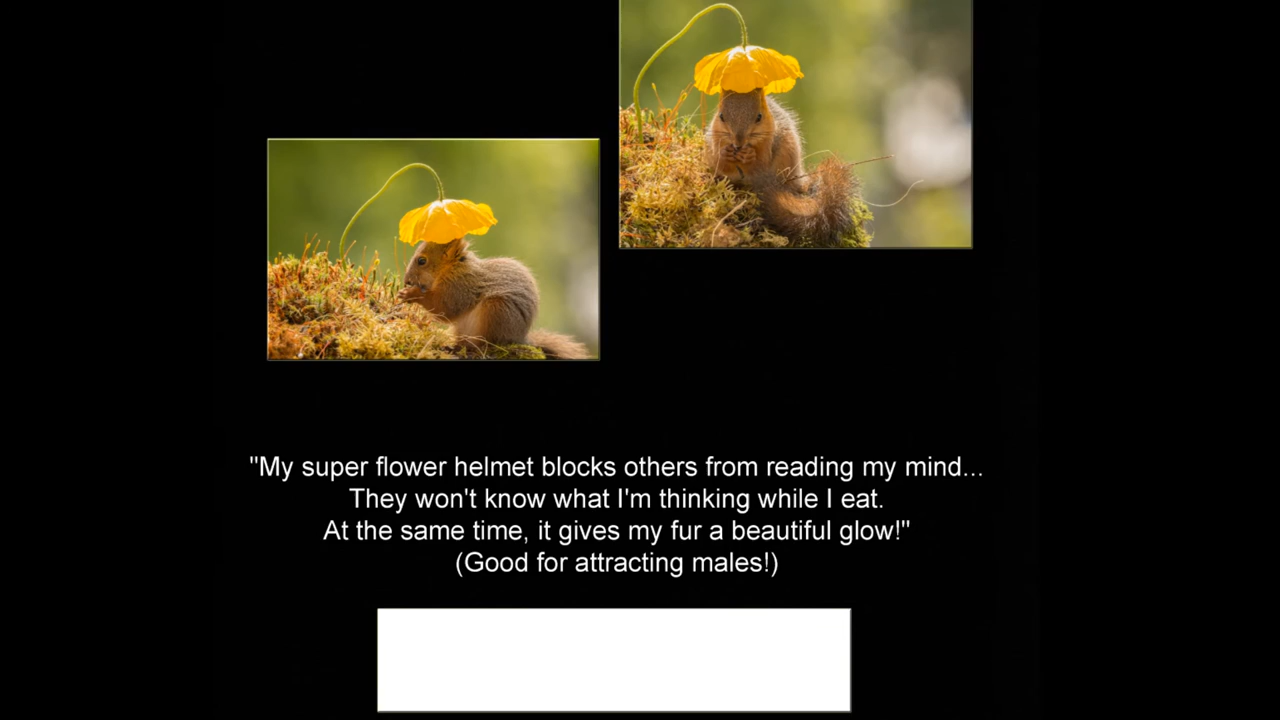 "My super flower helmet blocks others from reading my mind...
They won't know what I'm thinking while I eat.
At the same time, it gives my fur a beautiful glow!"
(Good for attracting males!)